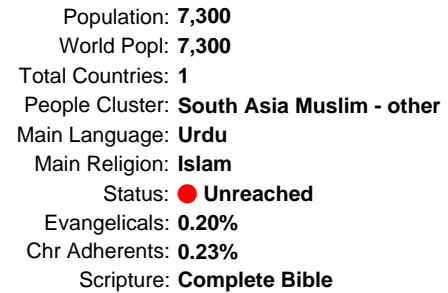 Population: 7,300
World Popl: 7,300
Total Countries: 1
People Cluster: South Asia Muslim - other
Main Language: Urdu
Main Religion: Islam
Status: Unreached
Evangelicals: 0.20%
Chr Adherents: 0.23%
Scripture: Complete Bible